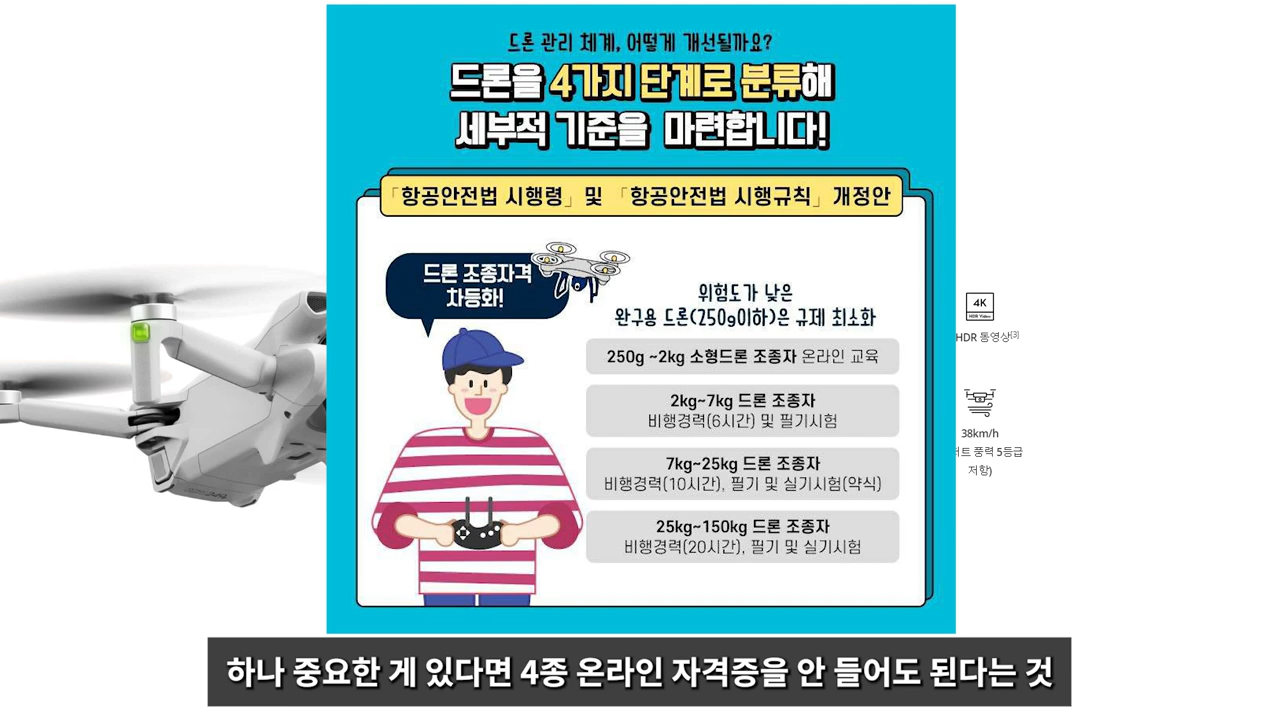 드론 관리 체계, 어떻게 개선될까요?
드론을 4가지 단계로 분류해
세부적 기준을 마련합니다!
「항공안전법 시행령」 및 「항공안전법 시행규칙」 개정안
드론 조종자격
차등화!
위험도가 낮은
완구용 드론(250g이하)은 규제 최소화
250g ~2kg 소형드론 조종자 온라인 교육
2kg~7kg 드론 조종자
비행경력(6시간) 및 필기시험
7kg~25kg 드론 조종자
비행경력(10시간), 필기 및 실기시험(약식)
25kg~150kg 드론 조종자
비행경력(20시간), 필기 및 실기시험
4K
HDR Video
HDR 동영상[3]
38km/h
풍력 5등급
저항)
하나 중요한 게 있다면 4종 온라인 자격증을 안 들어도 된다는 것